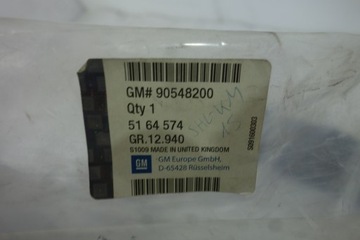 GM# 90548200
Qty 1
51 64 574
GR.12.940
S1009 MADE IN UNITED KINGDOM
GM
GM Europe GmbH,
D-65428 Rüsselsheim